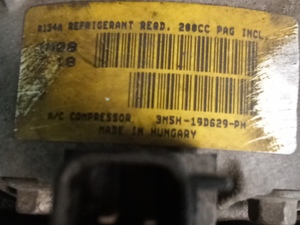 R134A REFRIGERANT REQD. 200CC PAG INCL.
A/C COMPRESSOR 3M5H-19D629-PH
MADE IN HUNGARY